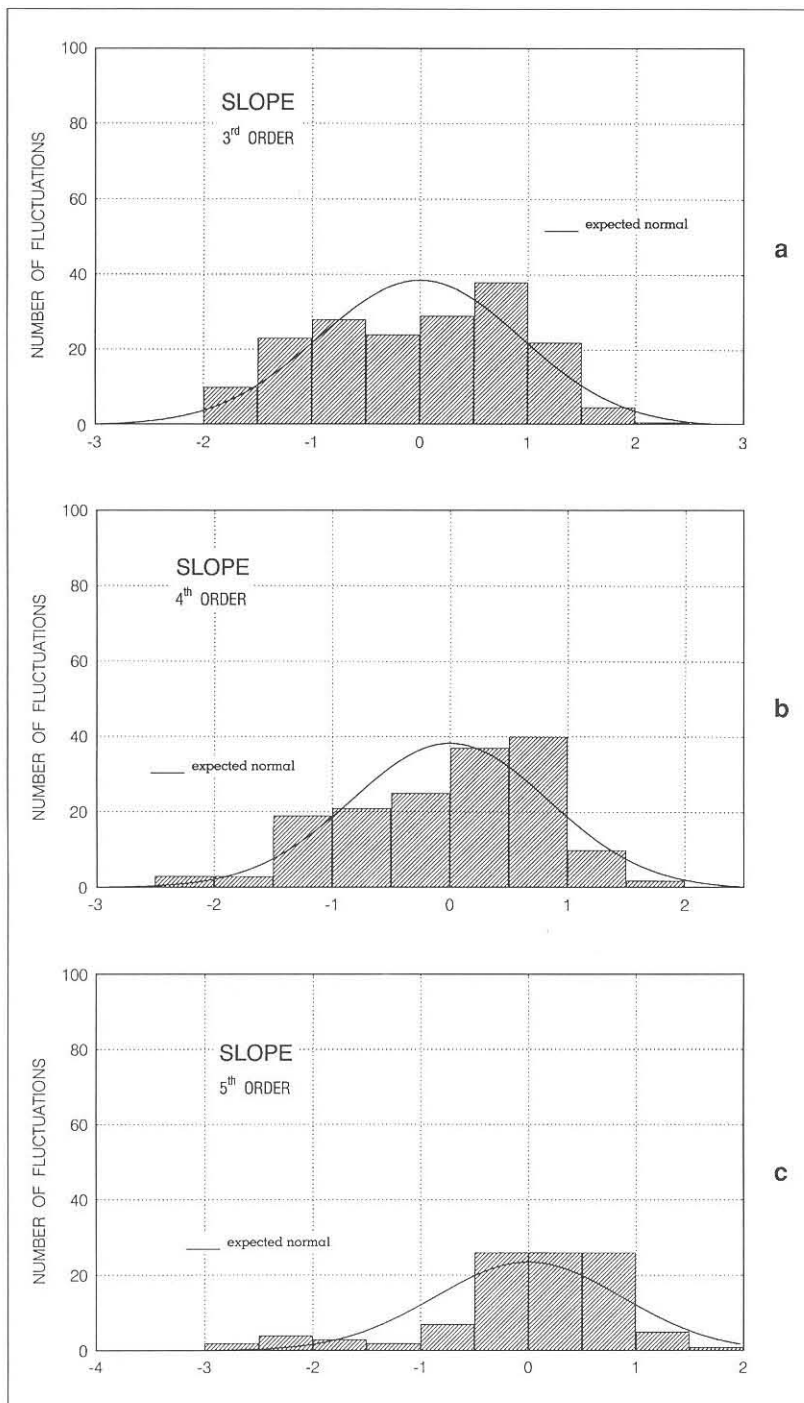 100
80
60
40
20
0
NUMBER OF FLUCTUATIONS
SLOPE
3rd ORDER
expected normal
a
-3 -2 -1 0 1 2 3
100
80
60
40
20
0
NUMBER OF FLUCTUATIONS
SLOPE
4th ORDER
expected normal
b
-3 -2 -1 0 1 2
100
80
60
40
20
0
NUMBER OF FLUCTUATIONS
SLOPE
5th ORDER
expected normal
c
-4 -3 -2 -1 0 1 2